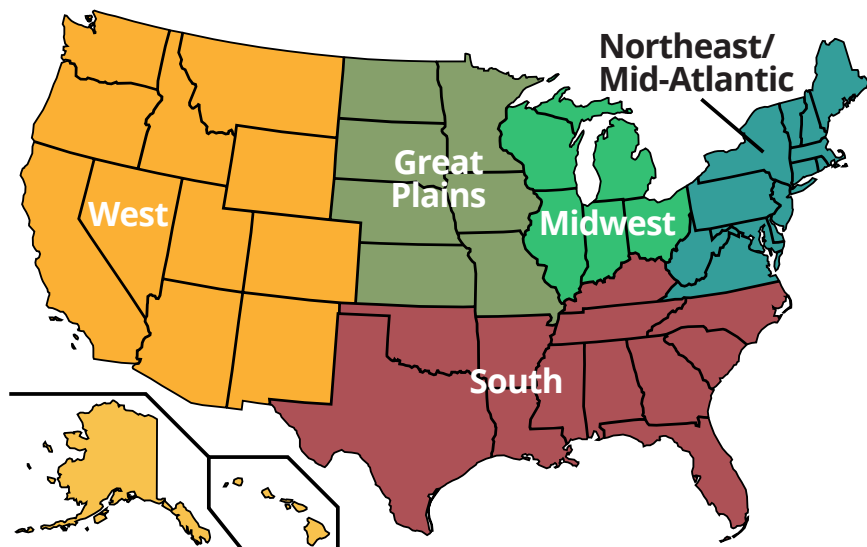 Northeast/
Mid-Atlantic
Great
Plains
West
Midwest
South